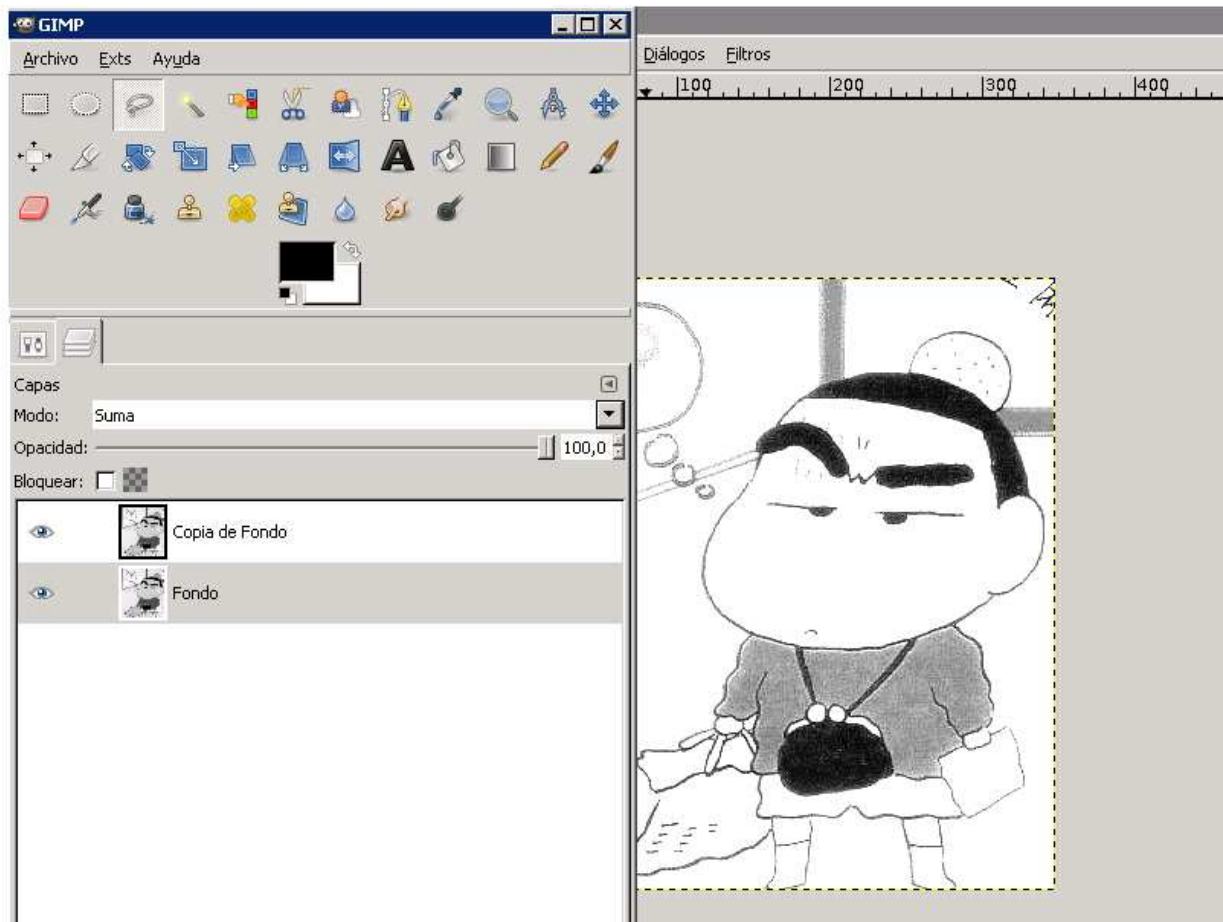 GIMP
Archivo Exts Ayuda
Diálogos Filtros
100 200 300 400
Capas
Modo: Suma
Opacidad: 100,0
Bloquear:
Copia de Fondo
Fondo